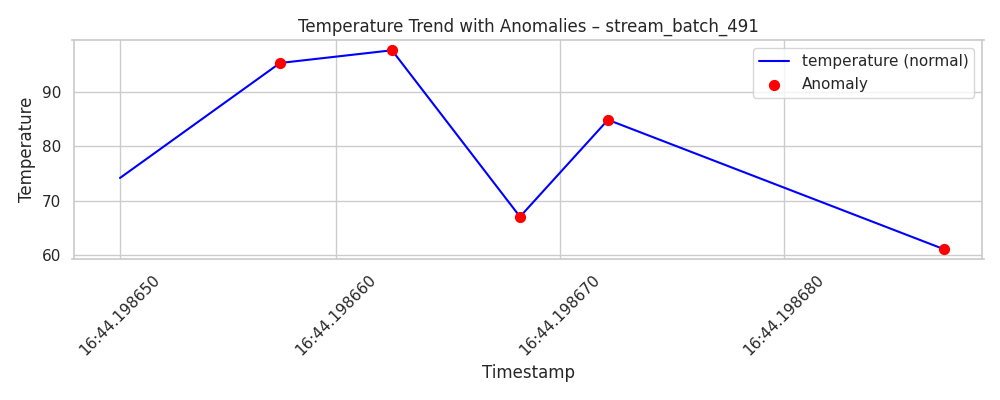 Temperature Trend with Anomalies – stream_batch_491
temperature (normal)
Anomaly
Temperature
90
80
70
60
16:44.198650
16:44.198660
16:44.198670
16:44.198680
Timestamp